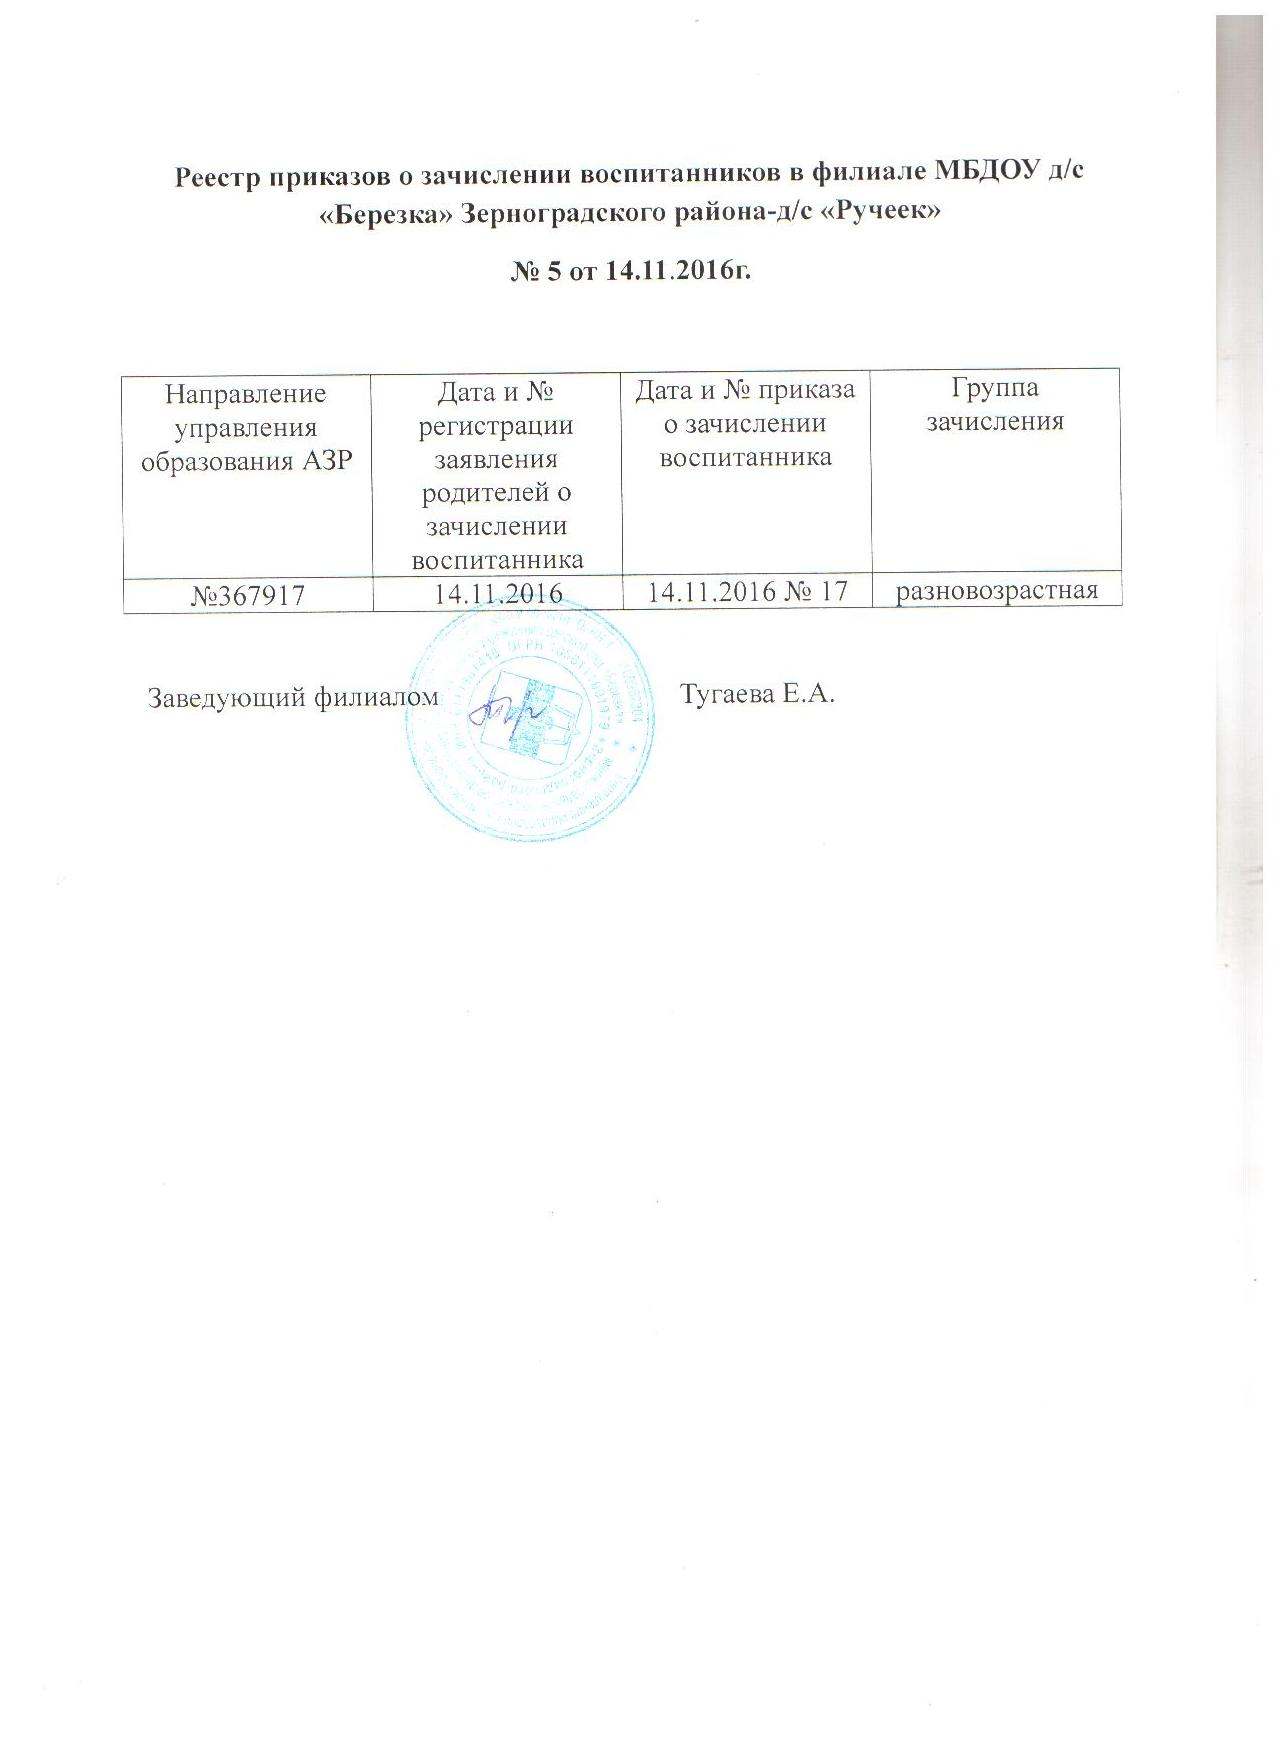 Реестр приказов о зачислении воспитанников в филиале МБДОУ д/с
«Березка» Зерноградского района-д/с «Ручеек»
№ 5 от 14.11.2016г.
Направление
управления
образования АЗР
Дата и №
регистрации
заявления
родителей о
зачислении
воспитанника
Дата и № приказа
о зачислении
воспитанника
Группа
зачисления
№367917
14.11.2016
14.11.2016 № 17
разновозрастная
Заведующий филиалом
Тугаева Е.А.
ОГРН